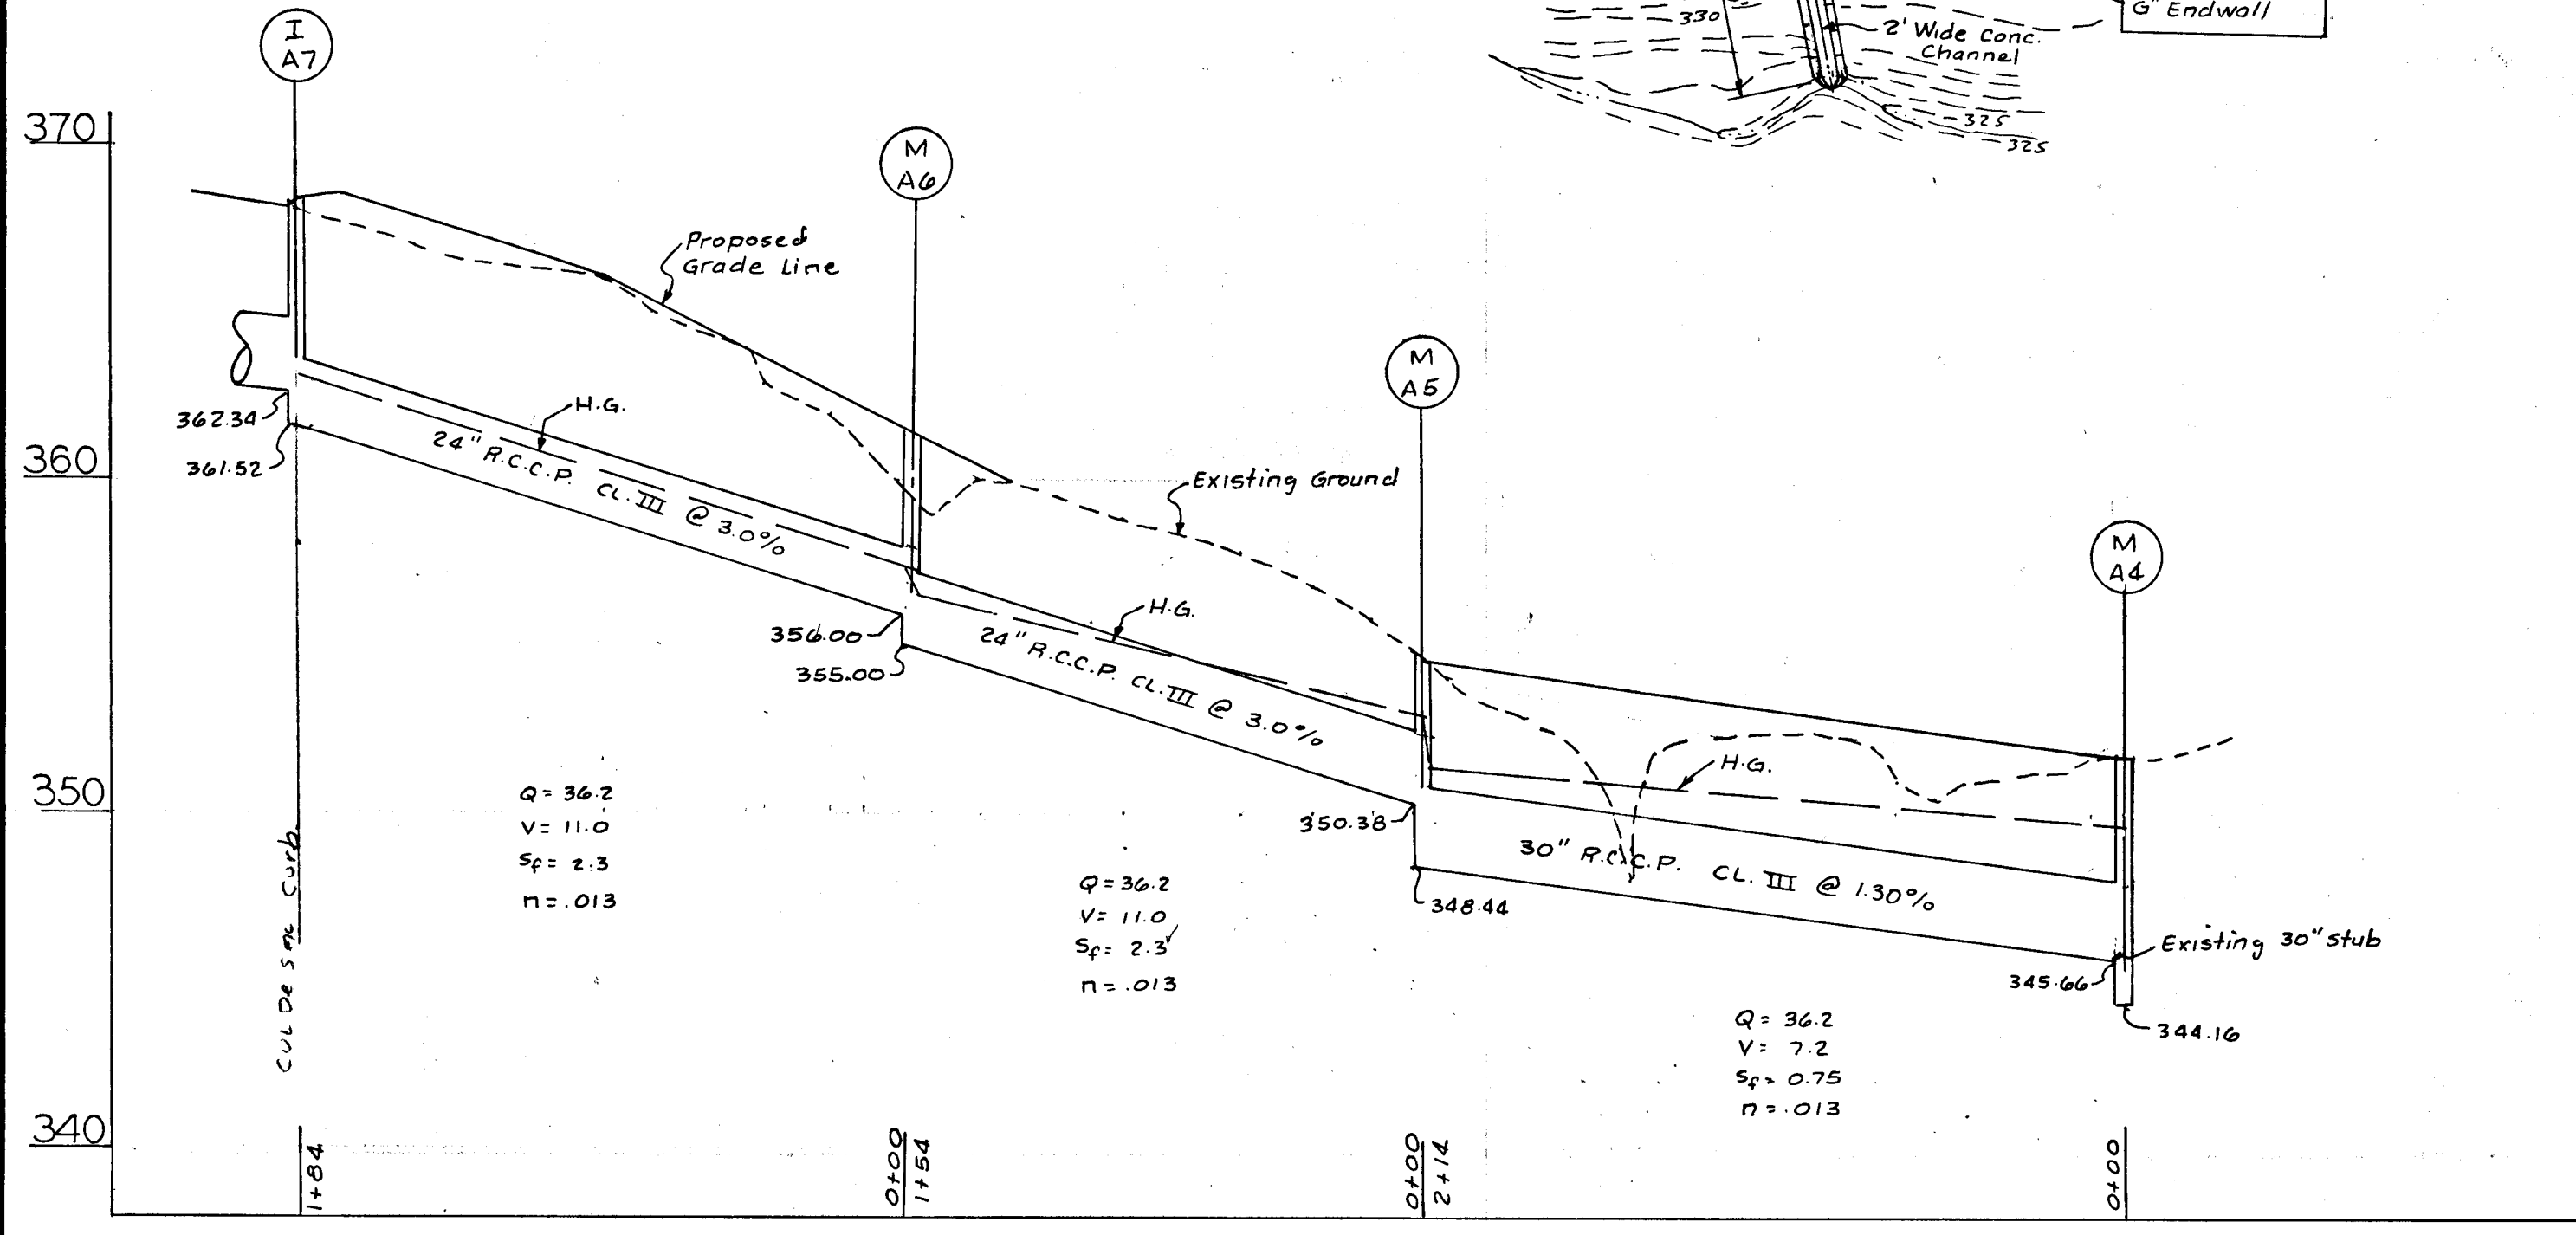 I
A7
330
2' Wide Conc.
Channel
G" Endwall
325
325
370
M
A6
Proposed
Grade Line
M
A5
H.G.
362.34
24" R.C.C.P. CL. III @ 3.0%
361.52
360
Existing Ground
M
A4
H.G.
356.00
24" R.C.C.P. CL. III @ 3.0%
355.00
H.G.
350
Q = 36.2
V = 11.0
Sf = 2.3
n = .013
350.38
30" R.C.C.P. CL. III @ 1.30%
Q = 36.2
V = 11.0
Sf = 2.3
n = .013
348.44
Existing 30" Stub
345.66
344.16
Cul De Sac Curb
Q = 36.2
V = 7.2
Sf = 0.75
n = .013
340
1+84
0+00
1+54
0+00
2+14
0+00